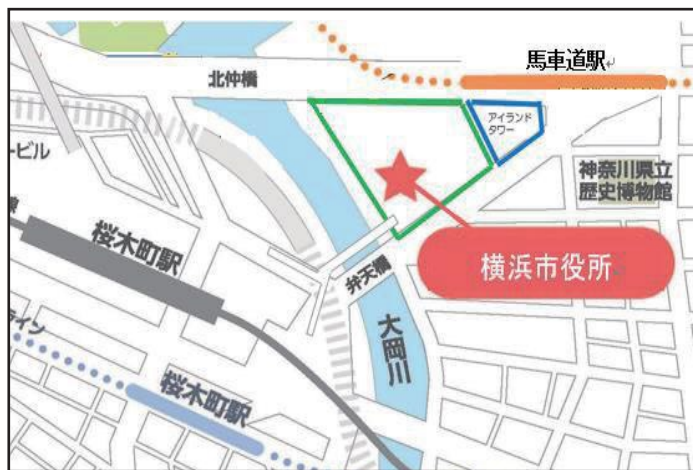 馬車道駅
北仲橋
アイランド
タワー
ービル
神奈川県立
歴史博物館
線
桜木町駅
横浜市役所
弁天橋
大岡川
ライン
桜木町駅